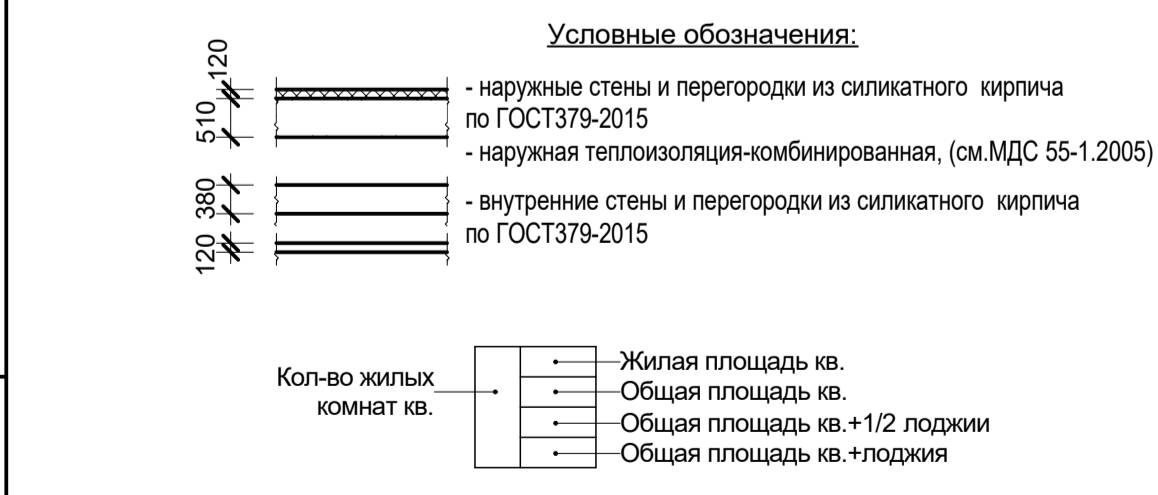 Условные обозначения:
120
510
- наружные стены и перегородки из силикатного кирпича
по ГОСТ379-2015
- наружная теплоизоляция-комбинированная, (см.МДС 55-1.2005)
380
120
- внутренние стены и перегородки из силикатного кирпича
по ГОСТ379-2015
Кол-во жилых
комнат кв.
Жилая площадь кв.
Общая площадь кв.
Общая площадь кв.+1/2 лоджии
Общая площадь кв.+лоджия